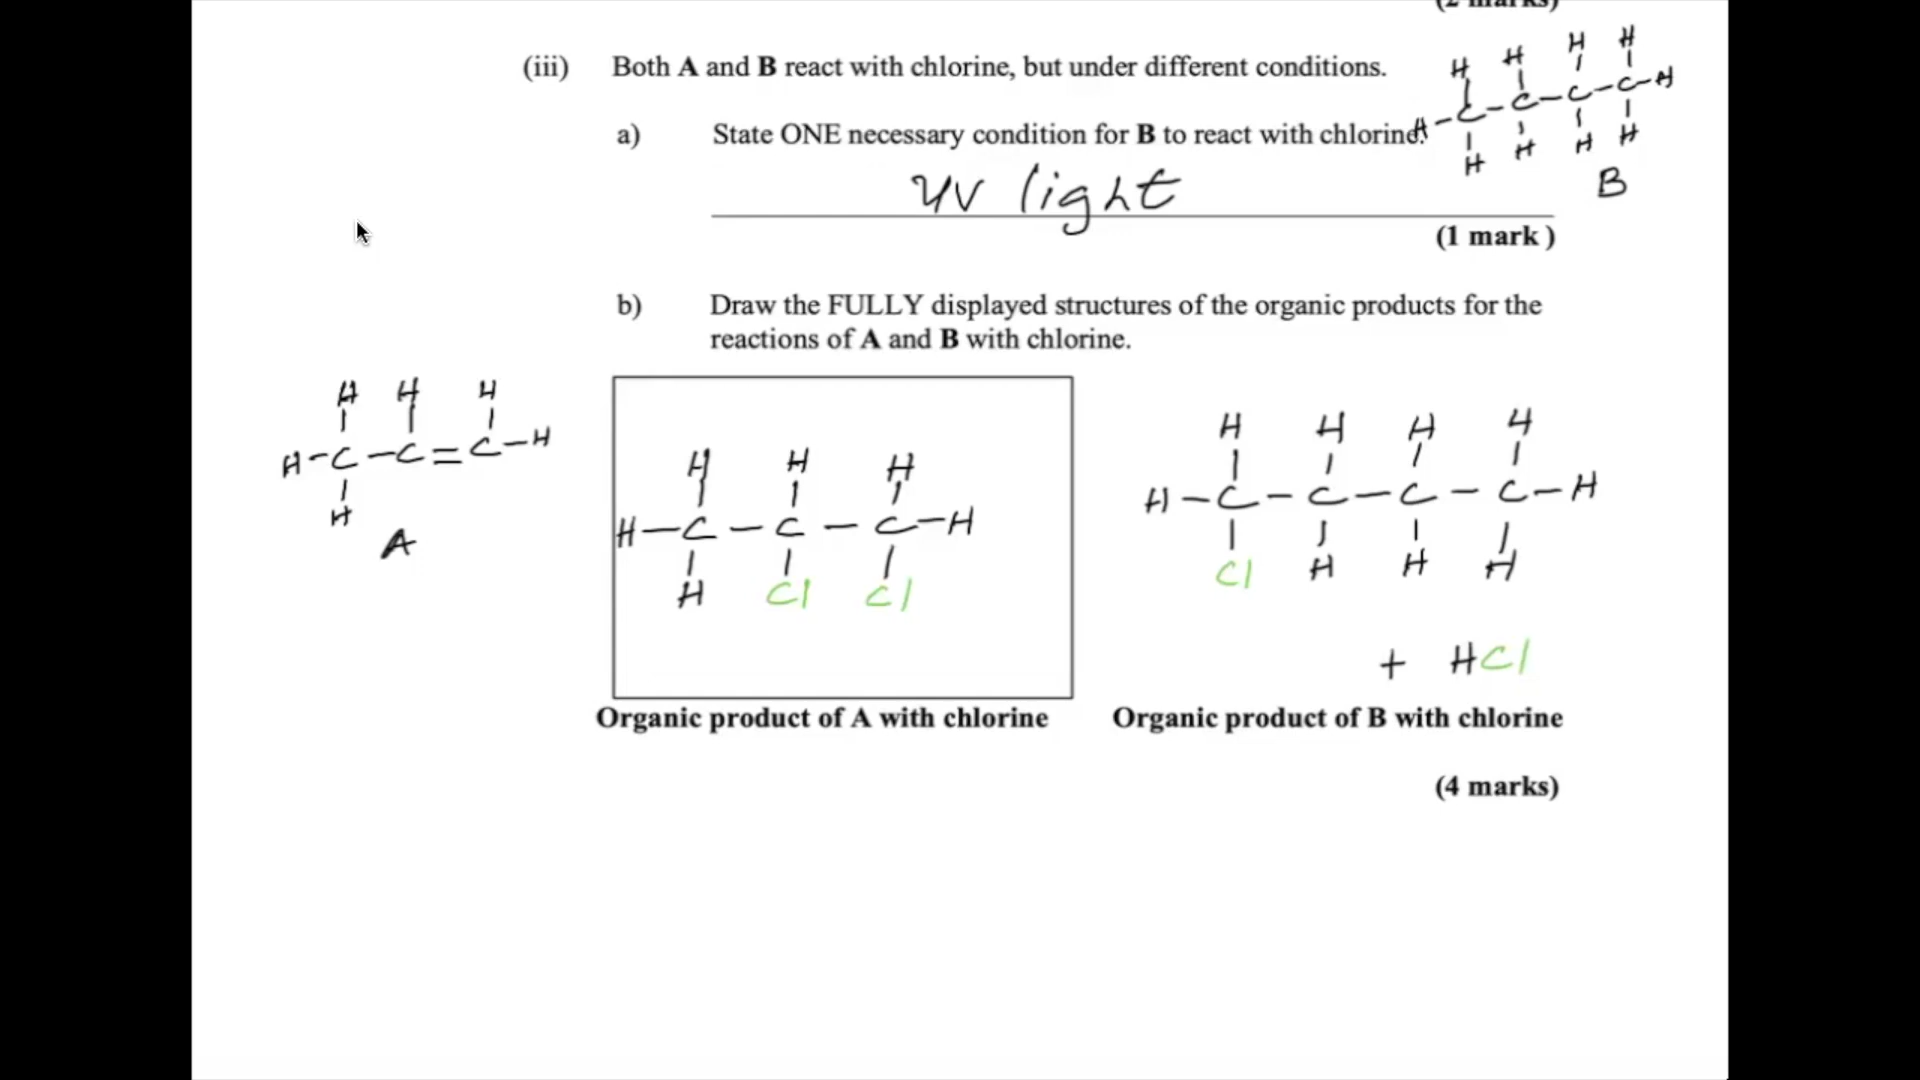 (2 marks)
(iii) Both A and B react with chlorine, but under different conditions.
a) State ONE necessary condition for B to react with chlorine.
UV light
(1 mark )
b) Draw the FULLY displayed structures of the organic products for the
reactions of A and B with chlorine.
H H H H
H-C-C-C-C-H
H H H H
B
H H H
H-C-C=C-H
H
A
H H H
H-C-C-C-H
H Cl Cl
H H H H
H-C-C-C-C-H
Cl H H H
+ HCl
Organic product of A with chlorine Organic product of B with chlorine
(4 marks)